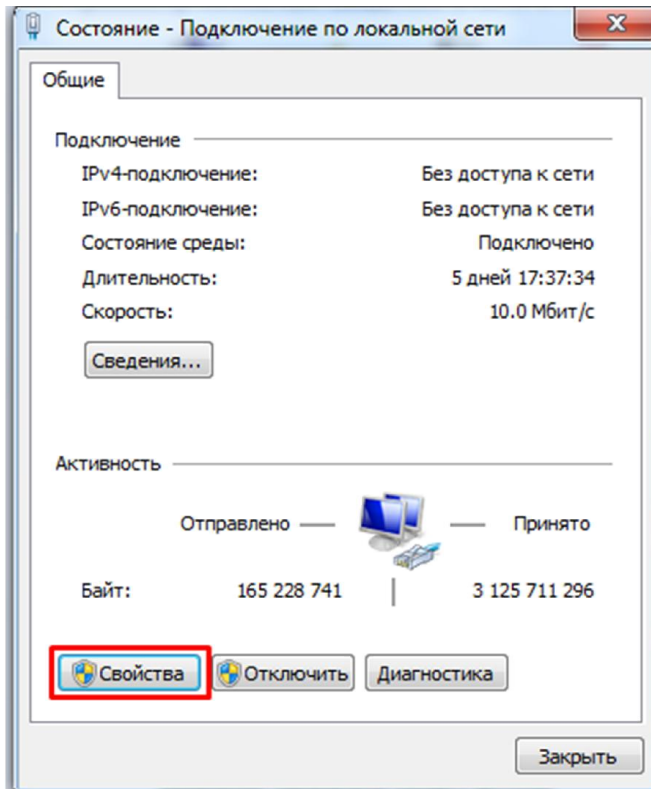 Состояние - Подключение по локальной сети
Общие
Подключение
IPv4-подключение: Без доступа к сети
IPv6-подключение: Без доступа к сети
Состояние среды: Подключено
Длительность: 5 дней 17:37:34
Скорость: 10.0 Мбит/с
Сведения...
Активность
Отправлено Принято
Байт: 165 228 741 3 125 711 296
Свойства Отключить Диагностика
Закрыть